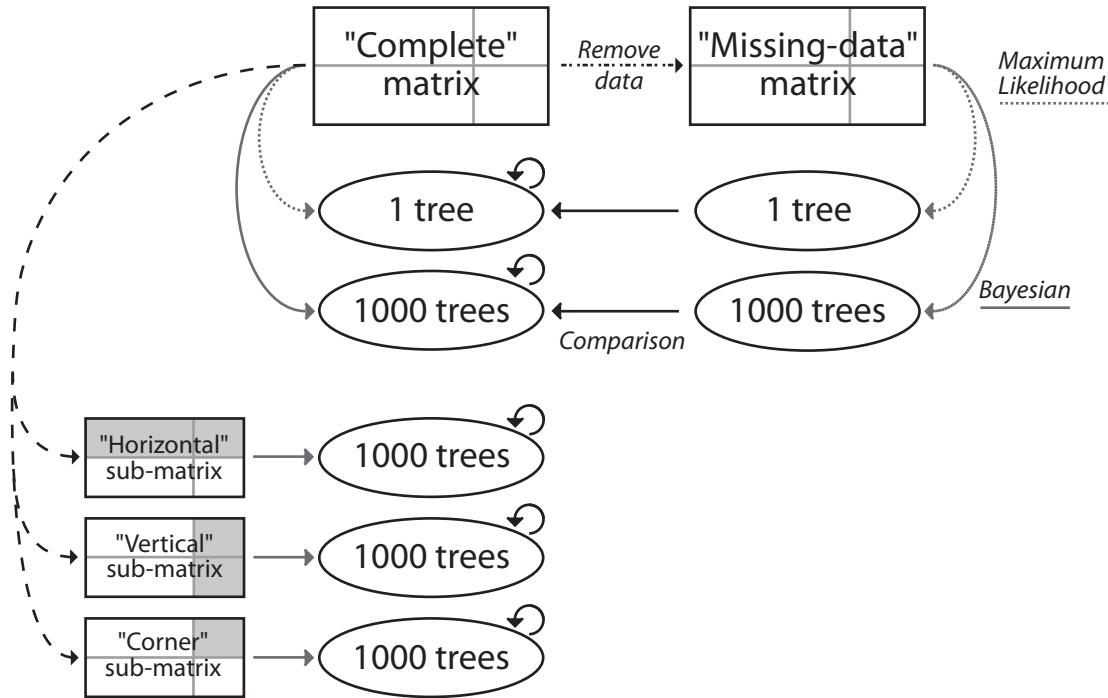 "Complete"
matrix
Remove
data
"Missing-data"
matrix
Maximum
Likelihood
1 tree
1 tree
1000 trees
1000 trees
Bayesian
Comparison
"Horizontal"
sub-matrix
1000 trees
"Vertical"
sub-matrix
1000 trees
"Corner"
sub-matrix
1000 trees